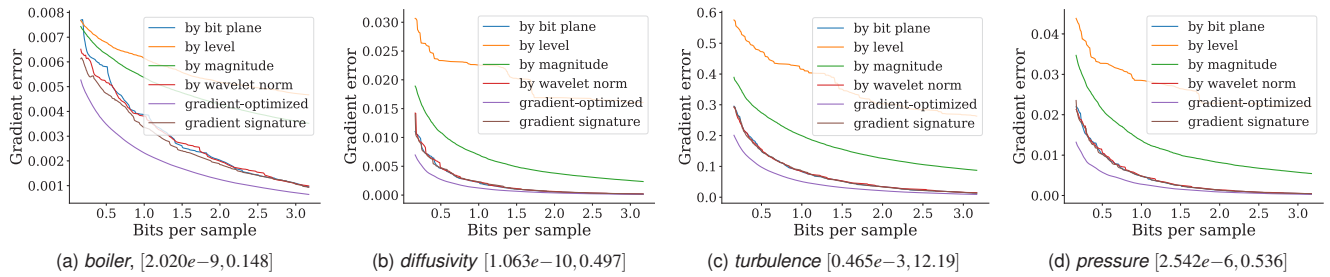 0.008
0.007
0.006
0.005
0.004
0.003
0.002
0.001
Gradient error
by bit plane
by level
by magnitude
by wavelet norm
gradient-optimized
gradient signature
0.5 1.0 1.5 2.0 2.5 3.0
Bits per sample
(a) boiler, [2.020e−9,0.148]
0.030
0.025
0.020
0.015
0.010
0.005
0.000
Gradient error
by bit plane
by level
by magnitude
by wavelet norm
gradient-optimized
gradient signature
0.5 1.0 1.5 2.0 2.5 3.0
Bits per sample
(b) diffusivity [1.063e−10,0.497]
0.6
0.5
0.4
0.3
0.2
0.1
0.0
Gradient error
by bit plane
by level
by magnitude
by wavelet norm
gradient-optimized
gradient signature
0.5 1.0 1.5 2.0 2.5 3.0
Bits per sample
(c) turbulence [0.465e−3,12.19]
0.04
0.03
0.02
0.01
0.00
Gradient error
by bit plane
by level
by magnitude
by wavelet norm
gradient-optimized
gradient signature
0.5 1.0 1.5 2.0 2.5 3.0
Bits per sample
(d) pressure [2.542e−6,0.536]